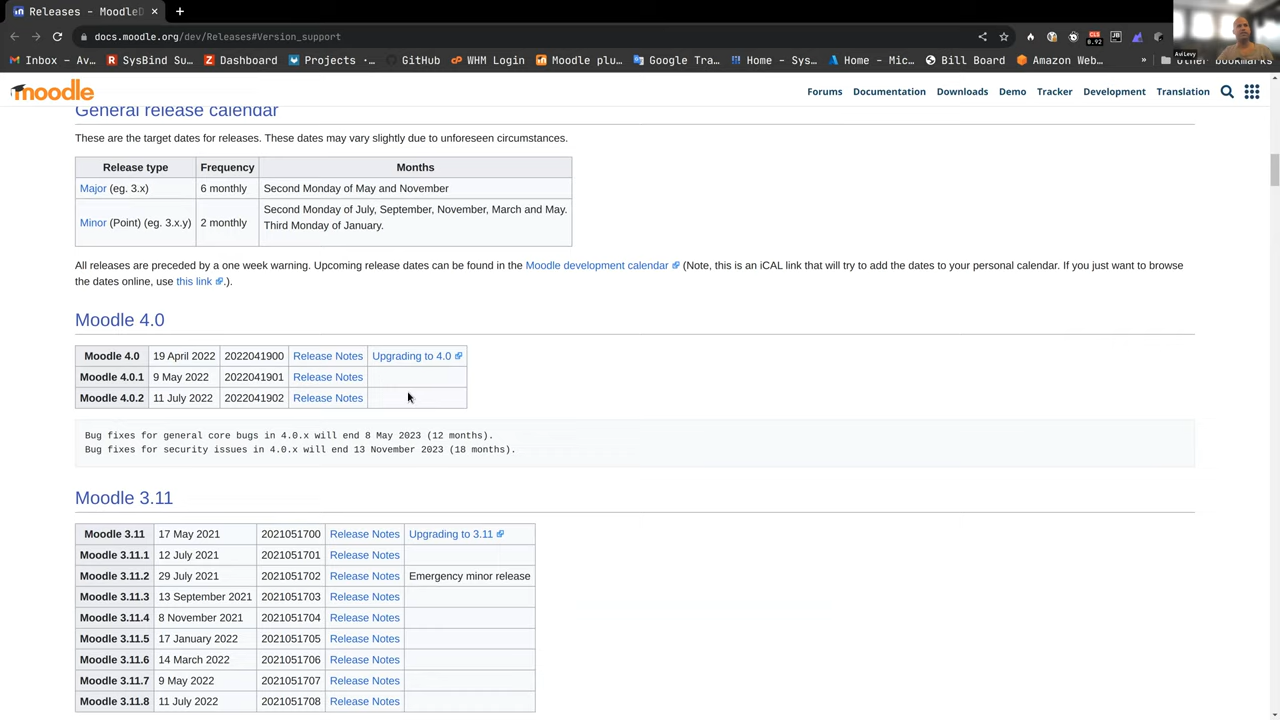 Releases - MoodleD
docs.moodle.org/dev/Releases#Version_support
CLS
0.92
JB
Avi Levy
Inbox - Av...
SysBind Su...
Dashboard
Projects -...
GitHub
WHM Login
Moodle plu...
Google Tra...
Home - Sys...
Home - Mic...
Bill Board
Amazon Web...
»
Other bookmarks
moodle
Forums
Documentation
Downloads
Demo
Tracker
Development
Translation
General release calendar
These are the target dates for releases. These dates may vary slightly due to unforeseen circumstances.
Release type Frequency Months
Major (eg. 3.x) 6 monthly Second Monday of May and November
Minor (Point) (eg. 3.x.y) 2 monthly Second Monday of July, September, November, March and May.
Third Monday of January.
All releases are preceded by a one week warning. Upcoming release dates can be found in the Moodle development calendar (Note, this is an iCAL link that will try to add the dates to your personal calendar. If you just want to browse
the dates online, use this link .).
Moodle 4.0
Moodle 4.0 19 April 2022 2022041900 Release Notes Upgrading to 4.0
Moodle 4.0.1 9 May 2022 2022041901 Release Notes
Moodle 4.0.2 11 July 2022 2022041902 Release Notes
Bug fixes for general core bugs in 4.0.x will end 8 May 2023 (12 months).
Bug fixes for security issues in 4.0.x will end 13 November 2023 (18 months).
Moodle 3.11
Moodle 3.11 17 May 2021 2021051700 Release Notes Upgrading to 3.11
Moodle 3.11.1 12 July 2021 2021051701 Release Notes
Moodle 3.11.2 29 July 2021 2021051702 Release Notes Emergency minor release
Moodle 3.11.3 13 September 2021 2021051703 Release Notes
Moodle 3.11.4 8 November 2021 2021051704 Release Notes
Moodle 3.11.5 17 January 2022 2021051705 Release Notes
Moodle 3.11.6 14 March 2022 2021051706 Release Notes
Moodle 3.11.7 9 May 2022 2021051707 Release Notes
Moodle 3.11.8 11 July 2022 2021051708 Release Notes